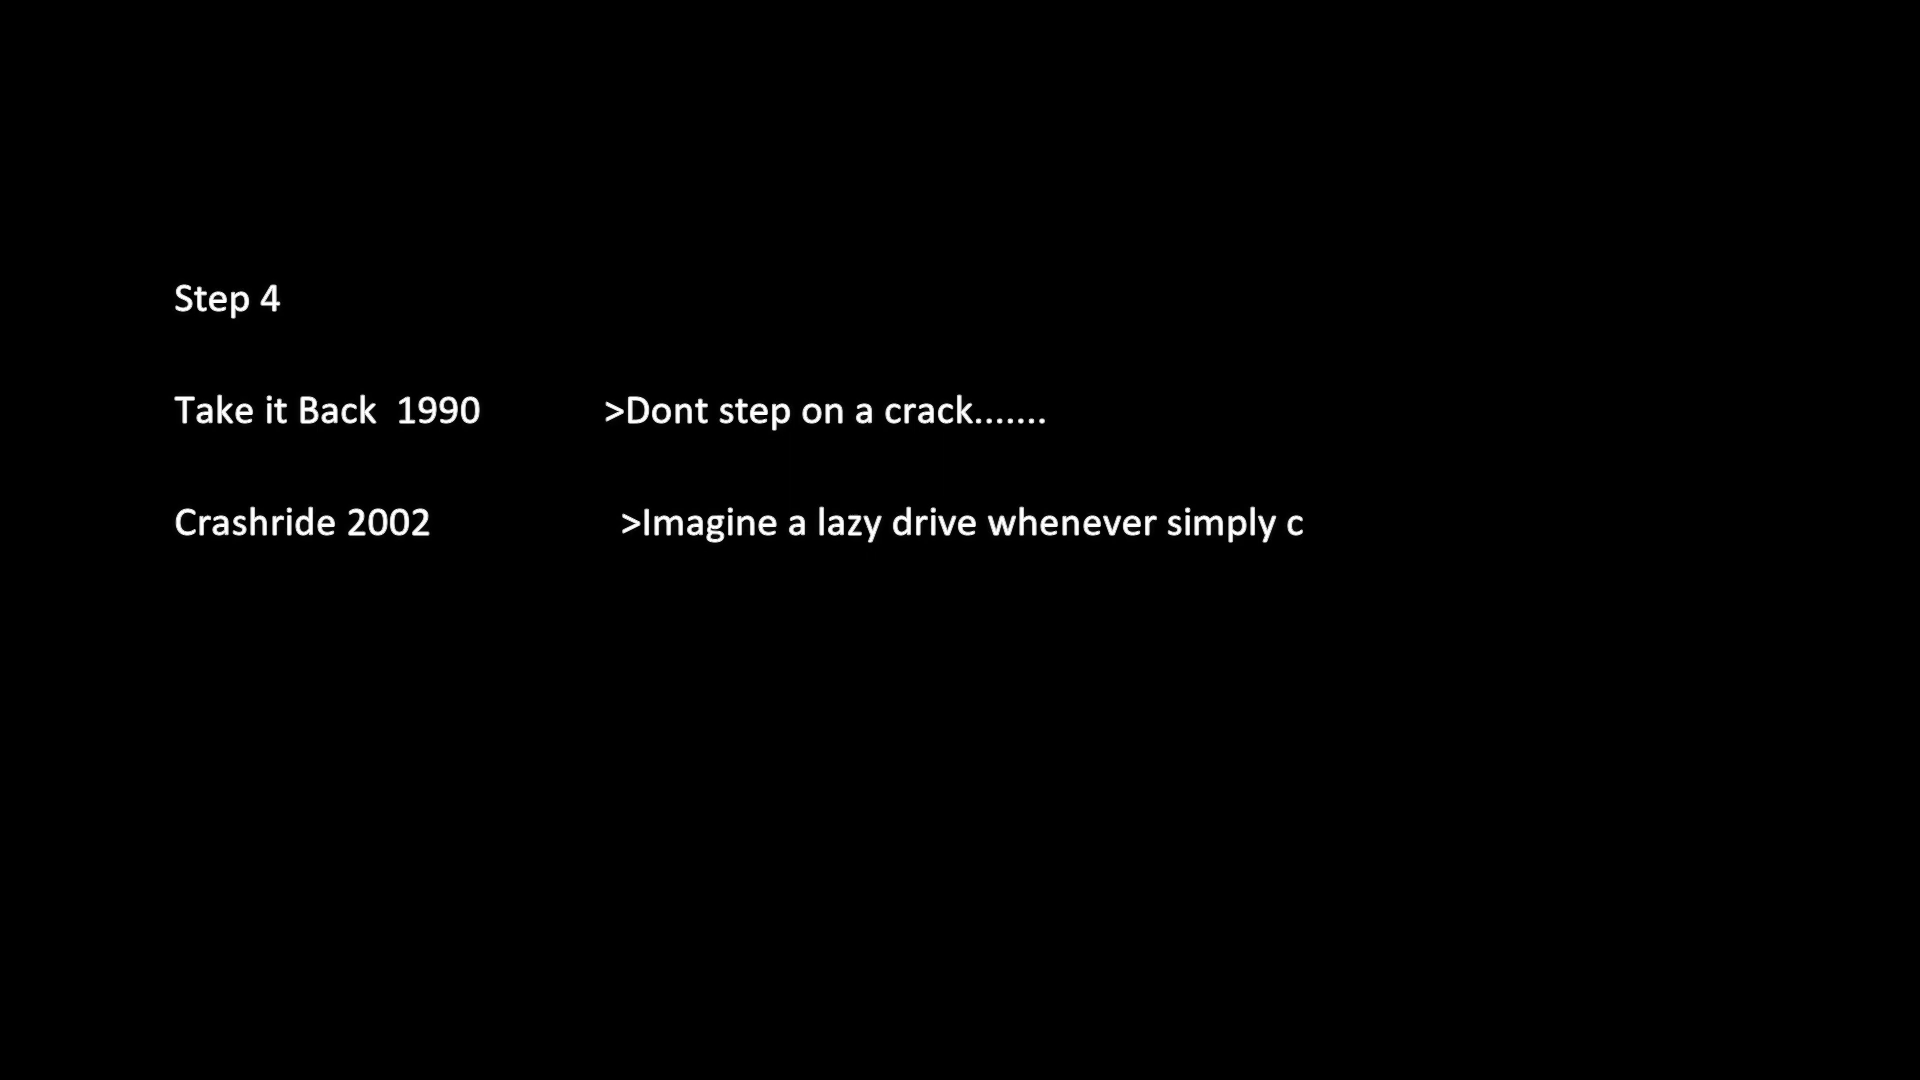 Step 4
Take it Back  1990 >Dont step on a crack.......
Crashride 2002 >Imagine a lazy drive whenever simply c